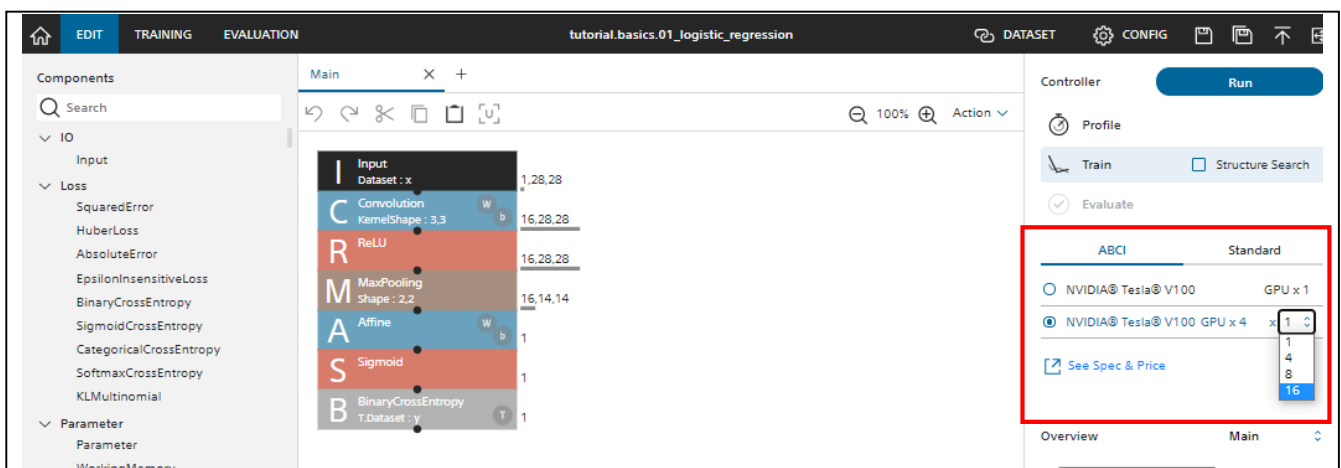 EDIT TRAINING EVALUATION tutorial.basics.01_logistic_regression DATASET CONFIG
Components
Search
IO
Input
Loss
SquaredError
HuberLoss
AbsoluteError
EpsilonInsensitiveLoss
BinaryCrossEntropy
SigmoidCrossEntropy
CategoricalCrossEntropy
SoftmaxCrossEntropy
KLMultinomial
Parameter
Parameter
WorkingMemory
Main
100% Action
I Input
Dataset : x
1,28,28
C Convolution W
KernelShape : 3,3 b
16,28,28
R ReLU
16,28,28
M MaxPooling
Shape : 2,2
16,14,14
A Affine W
b
1
S Sigmoid
1
B BinaryCrossEntropy
T.Dataset : y T
1
Controller Run
Profile
Train Structure Search
Evaluate
ABCI Standard
NVIDIA® Tesla® V100 GPU x 1
NVIDIA® Tesla® V100 GPU x 4 x 1
1
4
8
16
See Spec & Price
Overview Main